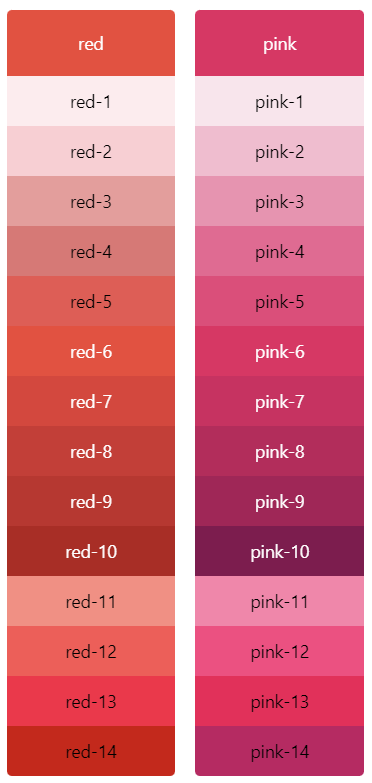 red
red-1
red-2
red-3
red-4
red-5
red-6
red-7
red-8
red-9
red-10
red-11
red-12
red-13
red-14
pink
pink-1
pink-2
pink-3
pink-4
pink-5
pink-6
pink-7
pink-8
pink-9
pink-10
pink-11
pink-12
pink-13
pink-14